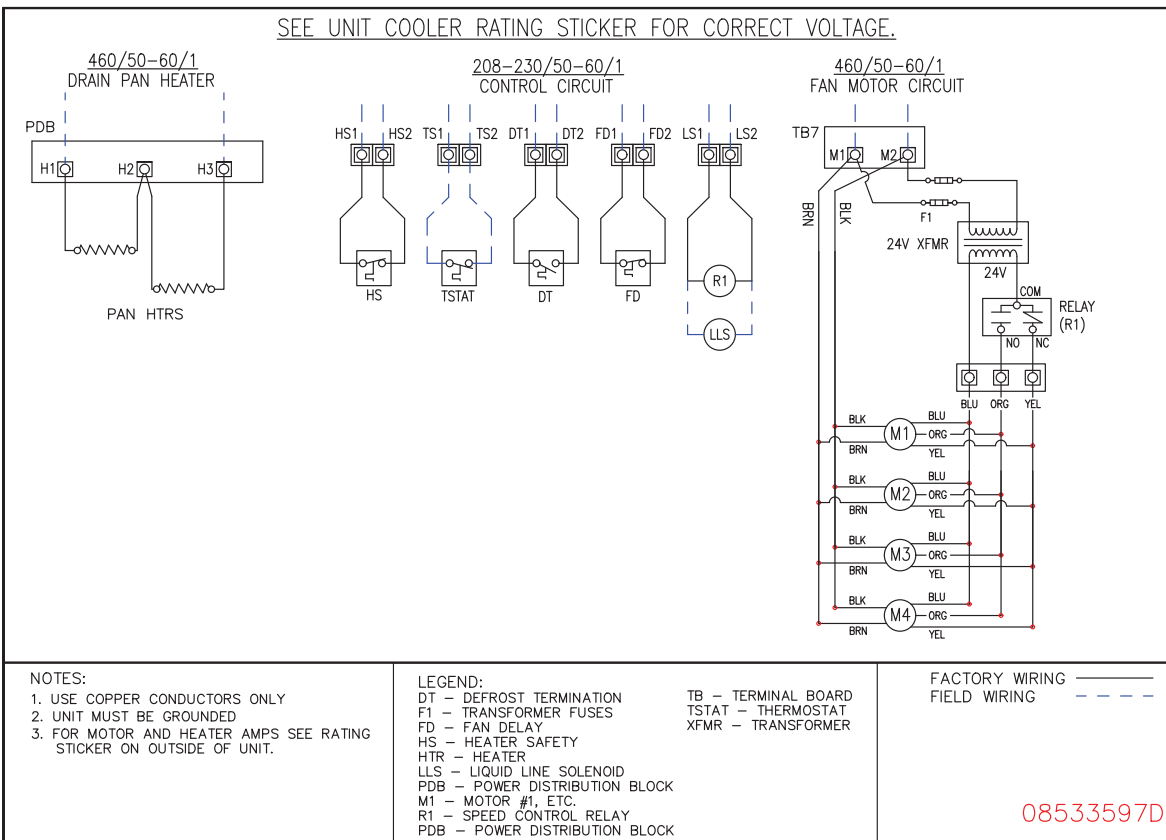 SEE UNIT COOLER RATING STICKER FOR CORRECT VOLTAGE.
460/50-60/1
DRAIN PAN HEATER
PDB
H1
H2
H3
PAN HTRS
208-230/50-60/1
CONTROL CIRCUIT
HS1
HS2
TS1
TS2
DT1
DT2
FD1
FD2
LS1
LS2
HS
TSTAT
DT
FD
R1
LLS
460/50-60/1
FAN MOTOR CIRCUIT
TB7
M1
M2
BRN
BLK
F1
24V XFMR
24V
COM
RELAY
(R1)
NO
NC
BLU
ORG
YEL
BLK
BRN
M1
BLU
ORG
YEL
BLK
BRN
M2
BLU
ORG
YEL
BLK
BRN
M3
BLU
ORG
YEL
BLK
BRN
M4
BLU
ORG
YEL
NOTES:
1. USE COPPER CONDUCTORS ONLY
2. UNIT MUST BE GROUNDED
3. FOR MOTOR AND HEATER AMPS SEE RATING
STICKER ON OUTSIDE OF UNIT.
LEGEND:
DT – DEFROST TERMINATION
F1 – TRANSFORMER FUSES
FD – FAN DELAY
HS – HEATER SAFETY
HTR – HEATER
LLS – LIQUID LINE SOLENOID
PDB – POWER DISTRIBUTION BLOCK
M1 – MOTOR #1, ETC.
R1 – SPEED CONTROL RELAY
PDB – POWER DISTRIBUTION BLOCK
TB – TERMINAL BOARD
TSTAT – THERMOSTAT
XFMR – TRANSFORMER
FACTORY WIRING
FIELD WIRING
08533597D